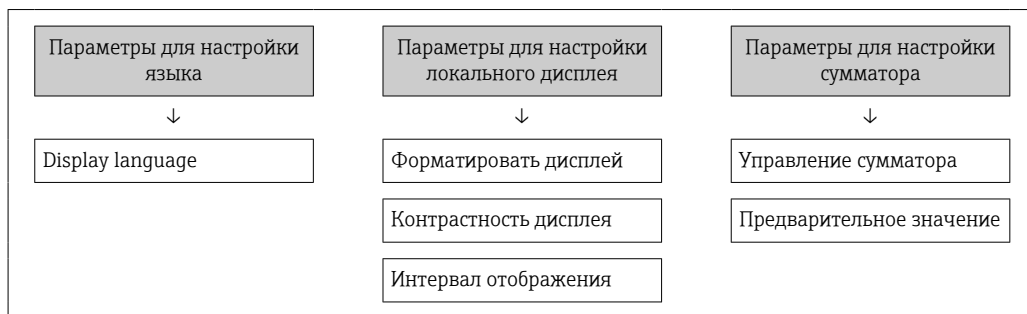 Параметры для настройки
языка
↓
Display language
Параметры для настройки
локального дисплея
↓
Форматировать дисплей
Контрастность дисплея
Интервал отображения
Параметры для настройки
сумматора
↓
Управление сумматора
Предварительное значение